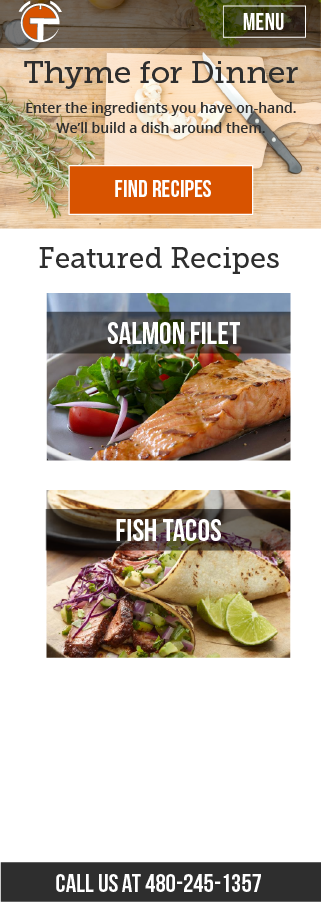 T
MENU
Thyme for Dinner
Enter the ingredients you have on-hand.
We'll build a dish around them.
FIND RECIPES
Featured Recipes
SALMON FILET
FISH TACOS
CALL US AT 480-245-1357